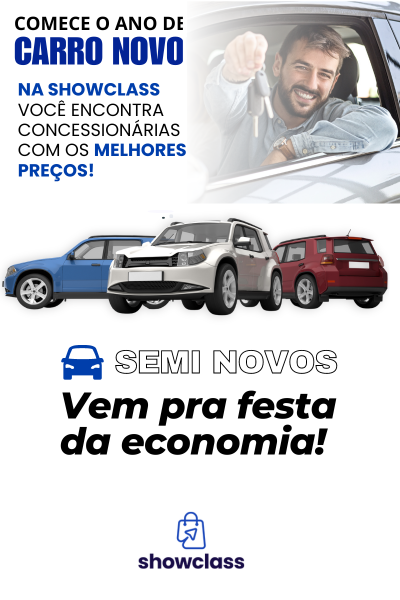 COMECE O ANO DE
CARRO NOVO
NA SHOWCLASS
VOCÊ ENCONTRA
CONCESSIONÁRIAS
COM OS MELHORES
PREÇOS!
SEMI NOVOS
Vem pra festa
da economia!
showclass